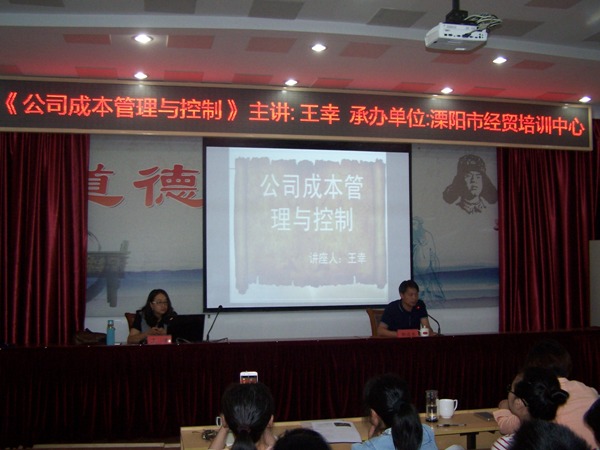 《公司成本管理与控制》 主讲:王幸 承办单位:溧阳市经贸培训中心
道德
公司成本管
理与控制
讲座人：王幸